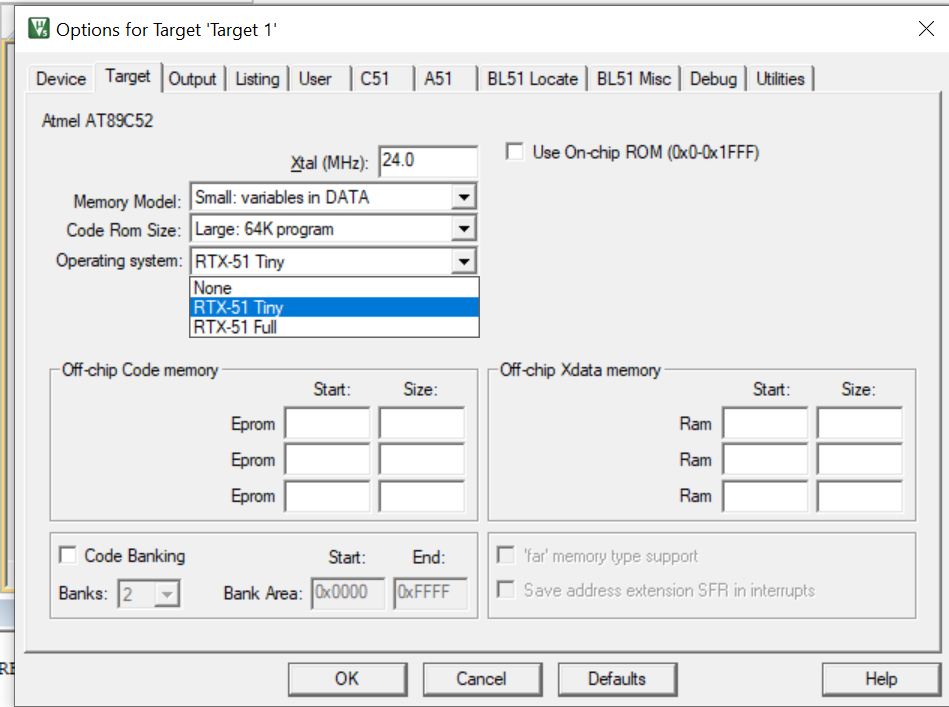 Options for Target 'Target 1'
Device Target Output Listing User C51 A51 BL51 Locate BL51 Misc Debug Utilities
Atmel AT89C52
Xtal (MHz): 24.0
Use On-chip ROM (0x0-0x1FFF)
Memory Model: Small: variables in DATA
Code Rom Size: Large: 64K program
Operating system: RTX-51 Tiny
None
RTX-51 Tiny
RTX-51 Full
Off-chip Code memory
Start: Size:
Eprom
Eprom
Eprom
Off-chip Xdata memory
Start: Size:
Ram
Ram
Ram
Code Banking Start: End:
Banks: 2 Bank Area: 0x0000 0xFFFF
'far' memory type support
Save address extension SFR in interrupts
OK Cancel Defaults Help